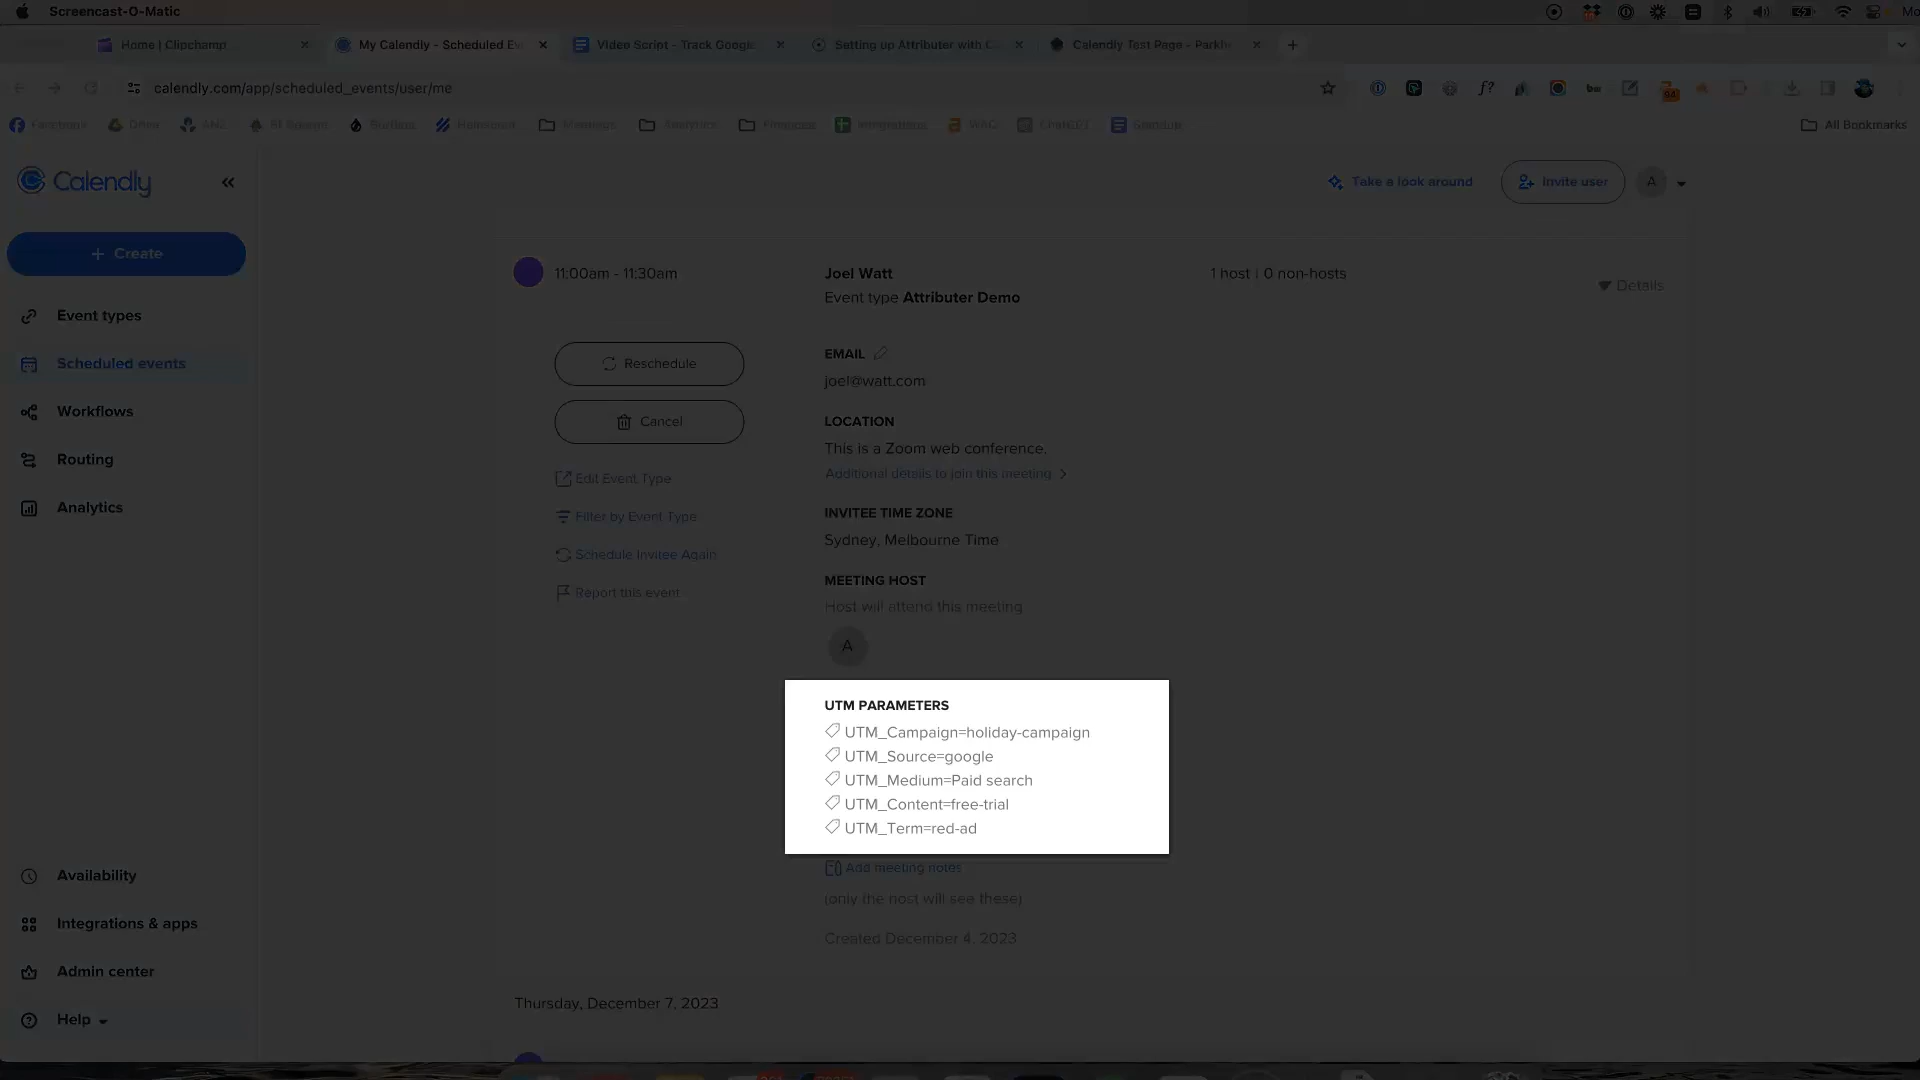 Screencast-O-Matic
Home | Clipchamp
My Calendly - Scheduled Ev
Video Script - Track Google
Setting up Attributer with C
Calendly Test Page - Parkh
calendly.com/app/scheduled_events/user/me
Facebook
Drive
Integrations
ChatGPT
All Bookmarks
Calendly
Take a look around
Invite user
A
+ Create
11:00am - 11:30am
Joel Watt
Event type Attributer Demo
1 host | 0 non-hosts
Details
Event types
Scheduled events
Workflows
Routing
Analytics
Reschedule
Cancel
Edit Event Type
Filter by Event Type
Schedule Invitee Again
Report this event
EMAIL
joel@watt.com
LOCATION
This is a Zoom web conference.
Additional details to join this meeting
INVITEE TIME ZONE
Sydney, Melbourne Time
MEETING HOST
Host will attend this meeting
A
UTM PARAMETERS
UTM_Campaign=holiday-campaign
UTM_Source=google
UTM_Medium=Paid search
UTM_Content=free-trial
UTM_Term=red-ad
Add meeting notes
(only the host will see these)
Created December 4, 2023
Thursday, December 7, 2023
Availability
Integrations & apps
Admin center
Help